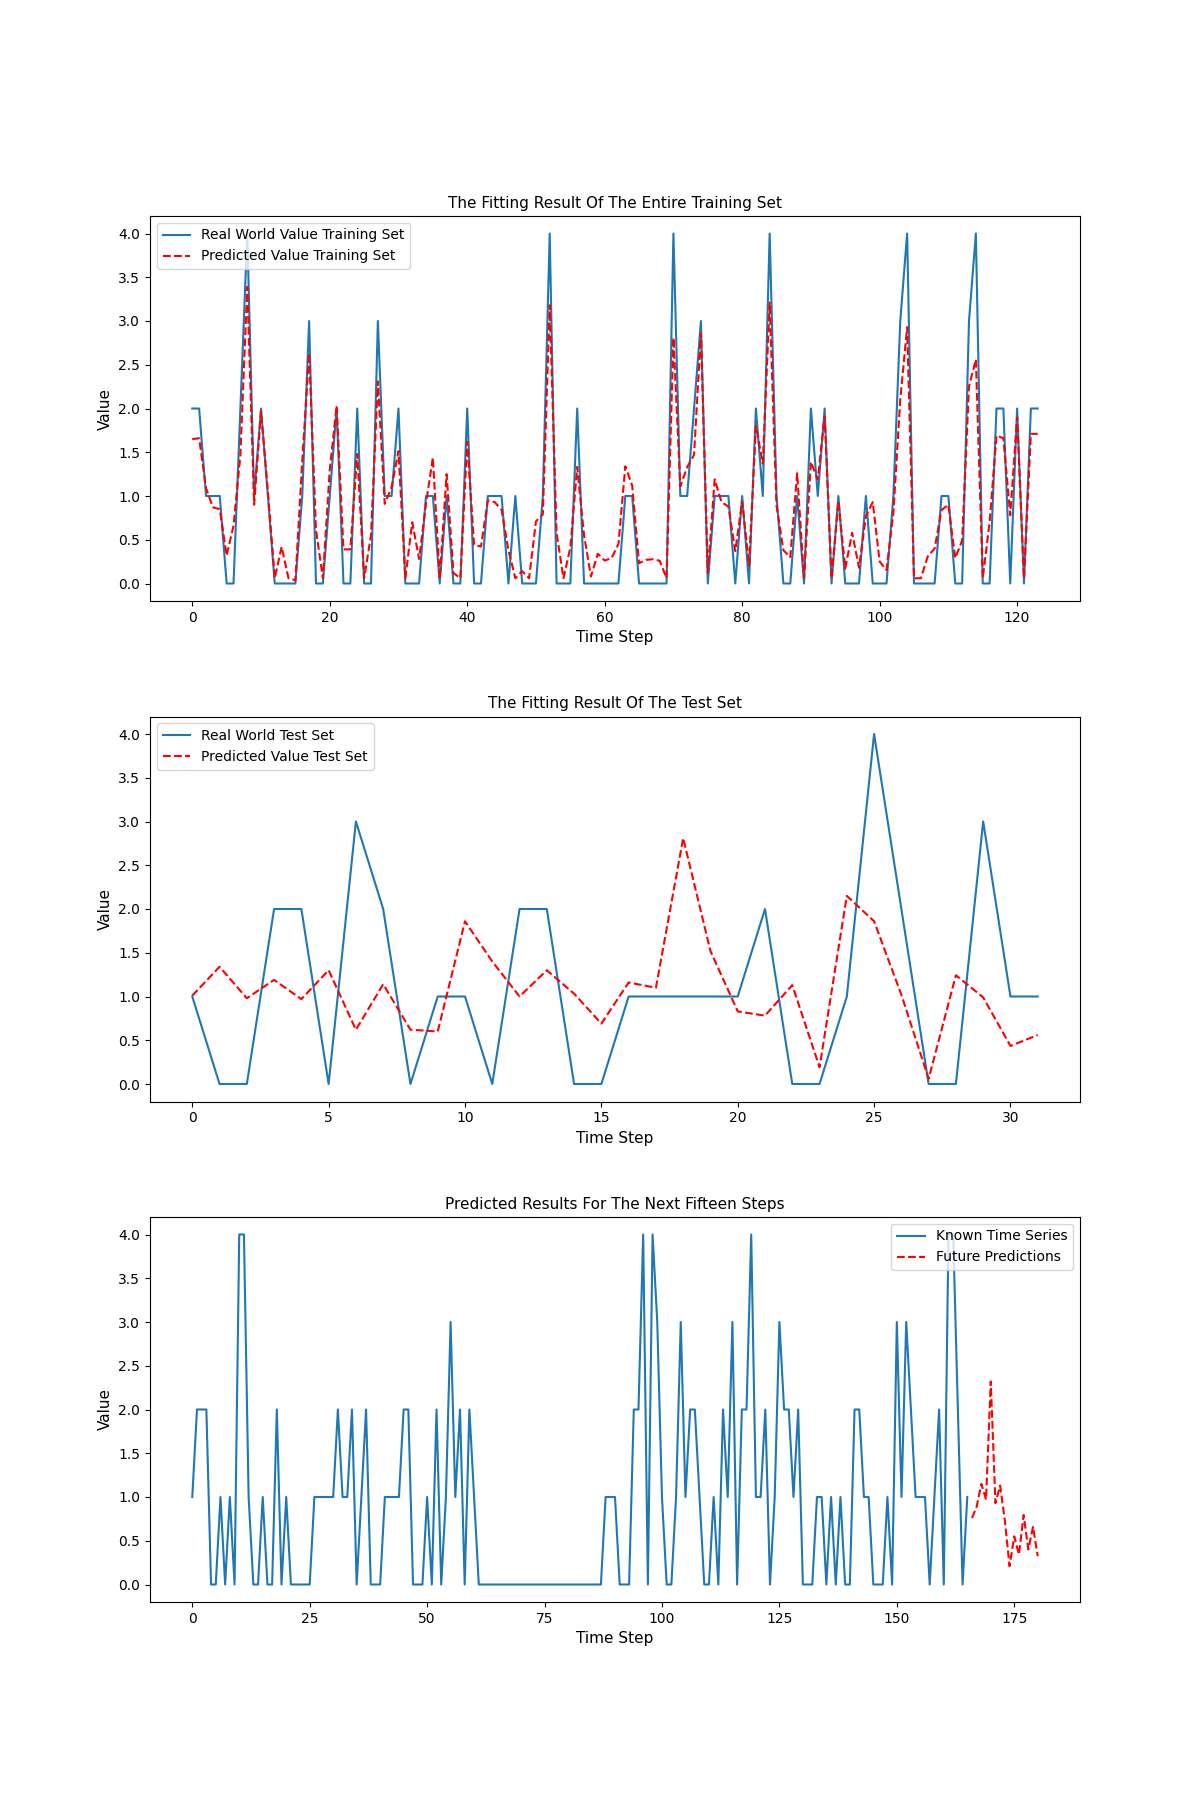 The Fitting Result Of The Entire Training Set
Real World Value Training Set
Predicted Value Training Set
4.0
3.5
3.0
2.5
2.0
1.5
1.0
0.5
0.0
Value
0 20 40 60 80 100 120
Time Step
The Fitting Result Of The Test Set
Real World Test Set
Predicted Value Test Set
4.0
3.5
3.0
2.5
2.0
1.5
1.0
0.5
0.0
Value
0 5 10 15 20 25 30
Time Step
Predicted Results For The Next Fifteen Steps
Known Time Series
Future Predictions
4.0
3.5
3.0
2.5
2.0
1.5
1.0
0.5
0.0
Value
0 25 50 75 100 125 150 175
Time Step